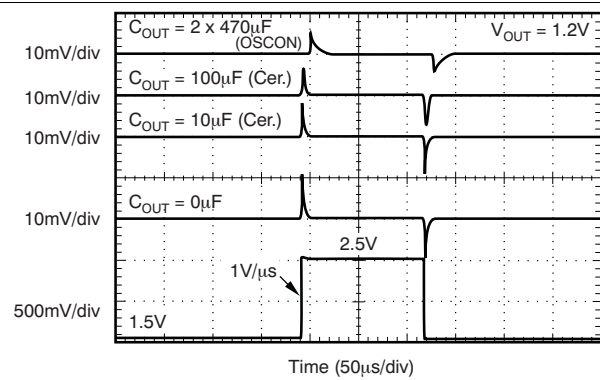 C_OUT = 2 x 470μF
(OSCON)
V_OUT = 1.2V
10mV/div
C_OUT = 100μF (Cer.)
10mV/div
C_OUT = 10μF (Cer.)
10mV/div
C_OUT = 0μF
10mV/div
2.5V
1V/μs
500mV/div
1.5V
Time (50μs/div)